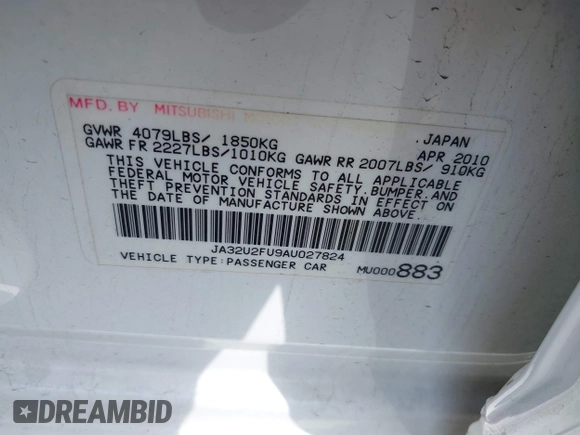 MFD. BY MITSUBISHI
GVWR 4079LBS/ 1850KG JAPAN
GAWR FR 2227LBS/1010KG GAWR RR 2007LBS/ 910KG APR 2010
THIS VEHICLE CONFORMS TO ALL APPLICABLE
FEDERAL MOTOR VEHICLE SAFETY,BUMPER,AND
THEFT PREVENTION STANDARDS IN EFFECT ON
THE DATE OF MANUFACTURE SHOWN ABOVE.
JA32U2FU9AU027824
VEHICLE TYPE:PASSENGER CAR MU000883
DREAMBID